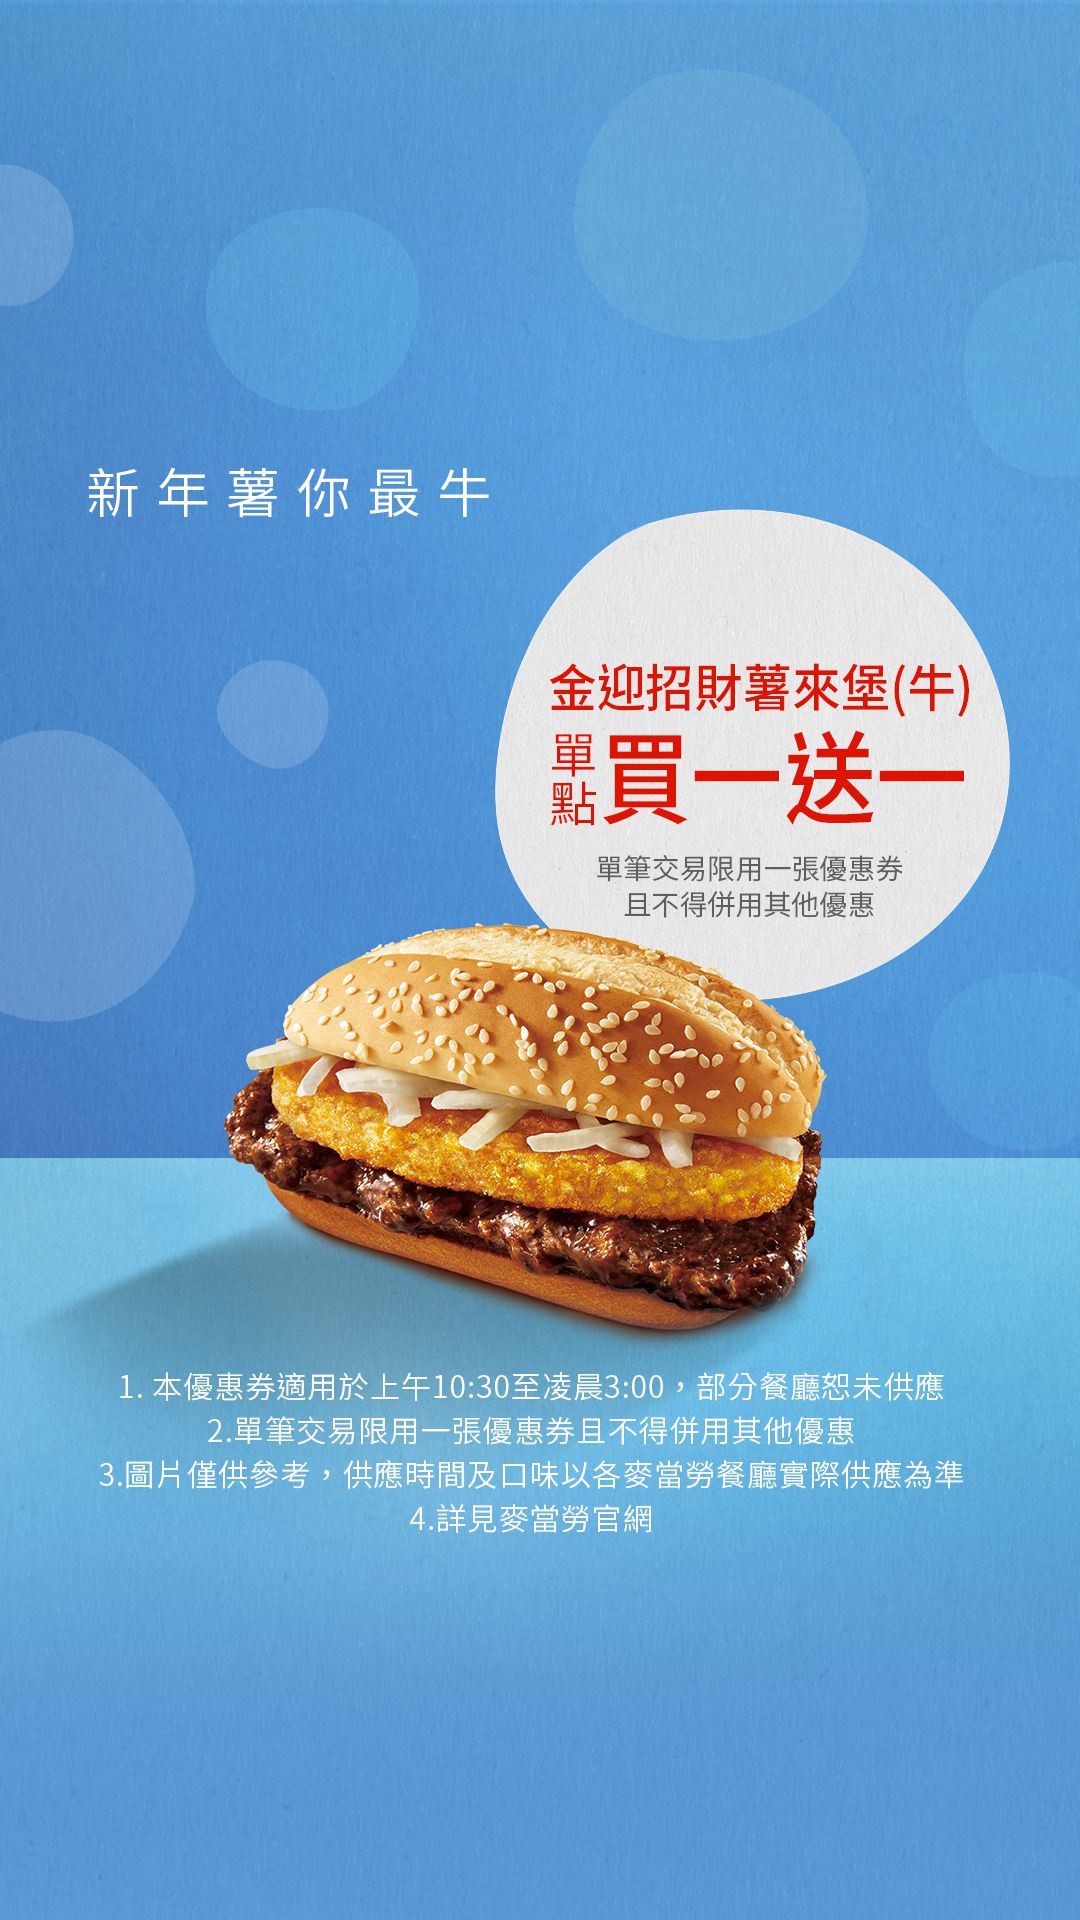 新年薯你最牛
金迎招財薯來堡(牛)
單點買一送一
單筆交易限用一張優惠券
且不得併用其他優惠
1. 本優惠券適用於上午10:30至凌晨3:00，部分餐廳恕未供應
2.單筆交易限用一張優惠券且不得併用其他優惠
3.圖片僅供參考，供應時間及口味以各麥當勞餐廳實際供應為準
4.詳見麥當勞官網